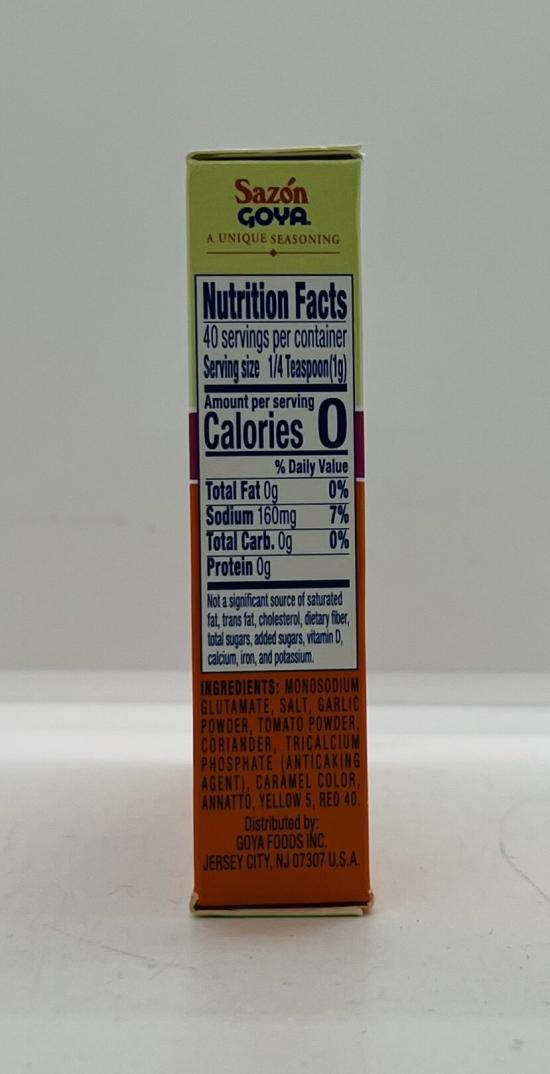 Sazón
GOYA
A UNIQUE SEASONING
Nutrition Facts
40 servings per container
Serving size 1/4 Teaspoon(1g)
Amount per serving
Calories 0
% Daily Value
Total Fat 0g 0%
Sodium 160mg 7%
Total Carb. 0g 0%
Protein 0g
Not a significant source of saturated
fat, trans fat, cholesterol, dietary fiber,
total sugars, added sugars, vitamin D,
calcium, iron, and potassium.
INGREDIENTS: MONOSODIUM
GLUTAMATE, SALT, GARLIC
POWDER, TOMATO POWDER,
CORIANDER, TRICALCIUM
PHOSPHATE (ANTICAKING
AGENT), CARAMEL COLOR,
ANNATTO, YELLOW 5, RED 40.
Distributed by:
GOYA FOODS INC.
JERSEY CITY, NJ 07307 U.S.A.